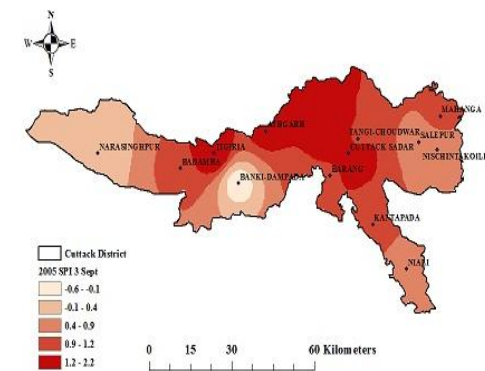 N
W E
S
MAHANGA
ATHGARH
TANGI-CHOUDWAR
SALEPUR
TIGIRIA
CUTTACK SADAR
NISCHINTAKOILI
NARASINGHPUR
BADAMBA
BARANG
BANKI-DAMPADA
KANTAPADA
NIALI
Cuttack District
2005 SPI 3 Sept
-0.6 - -0.1
-0.1 - 0.4
0.4 - 0.9
0.9 - 1.2
1.2 - 2.2
0 15 30 60 Kilometers